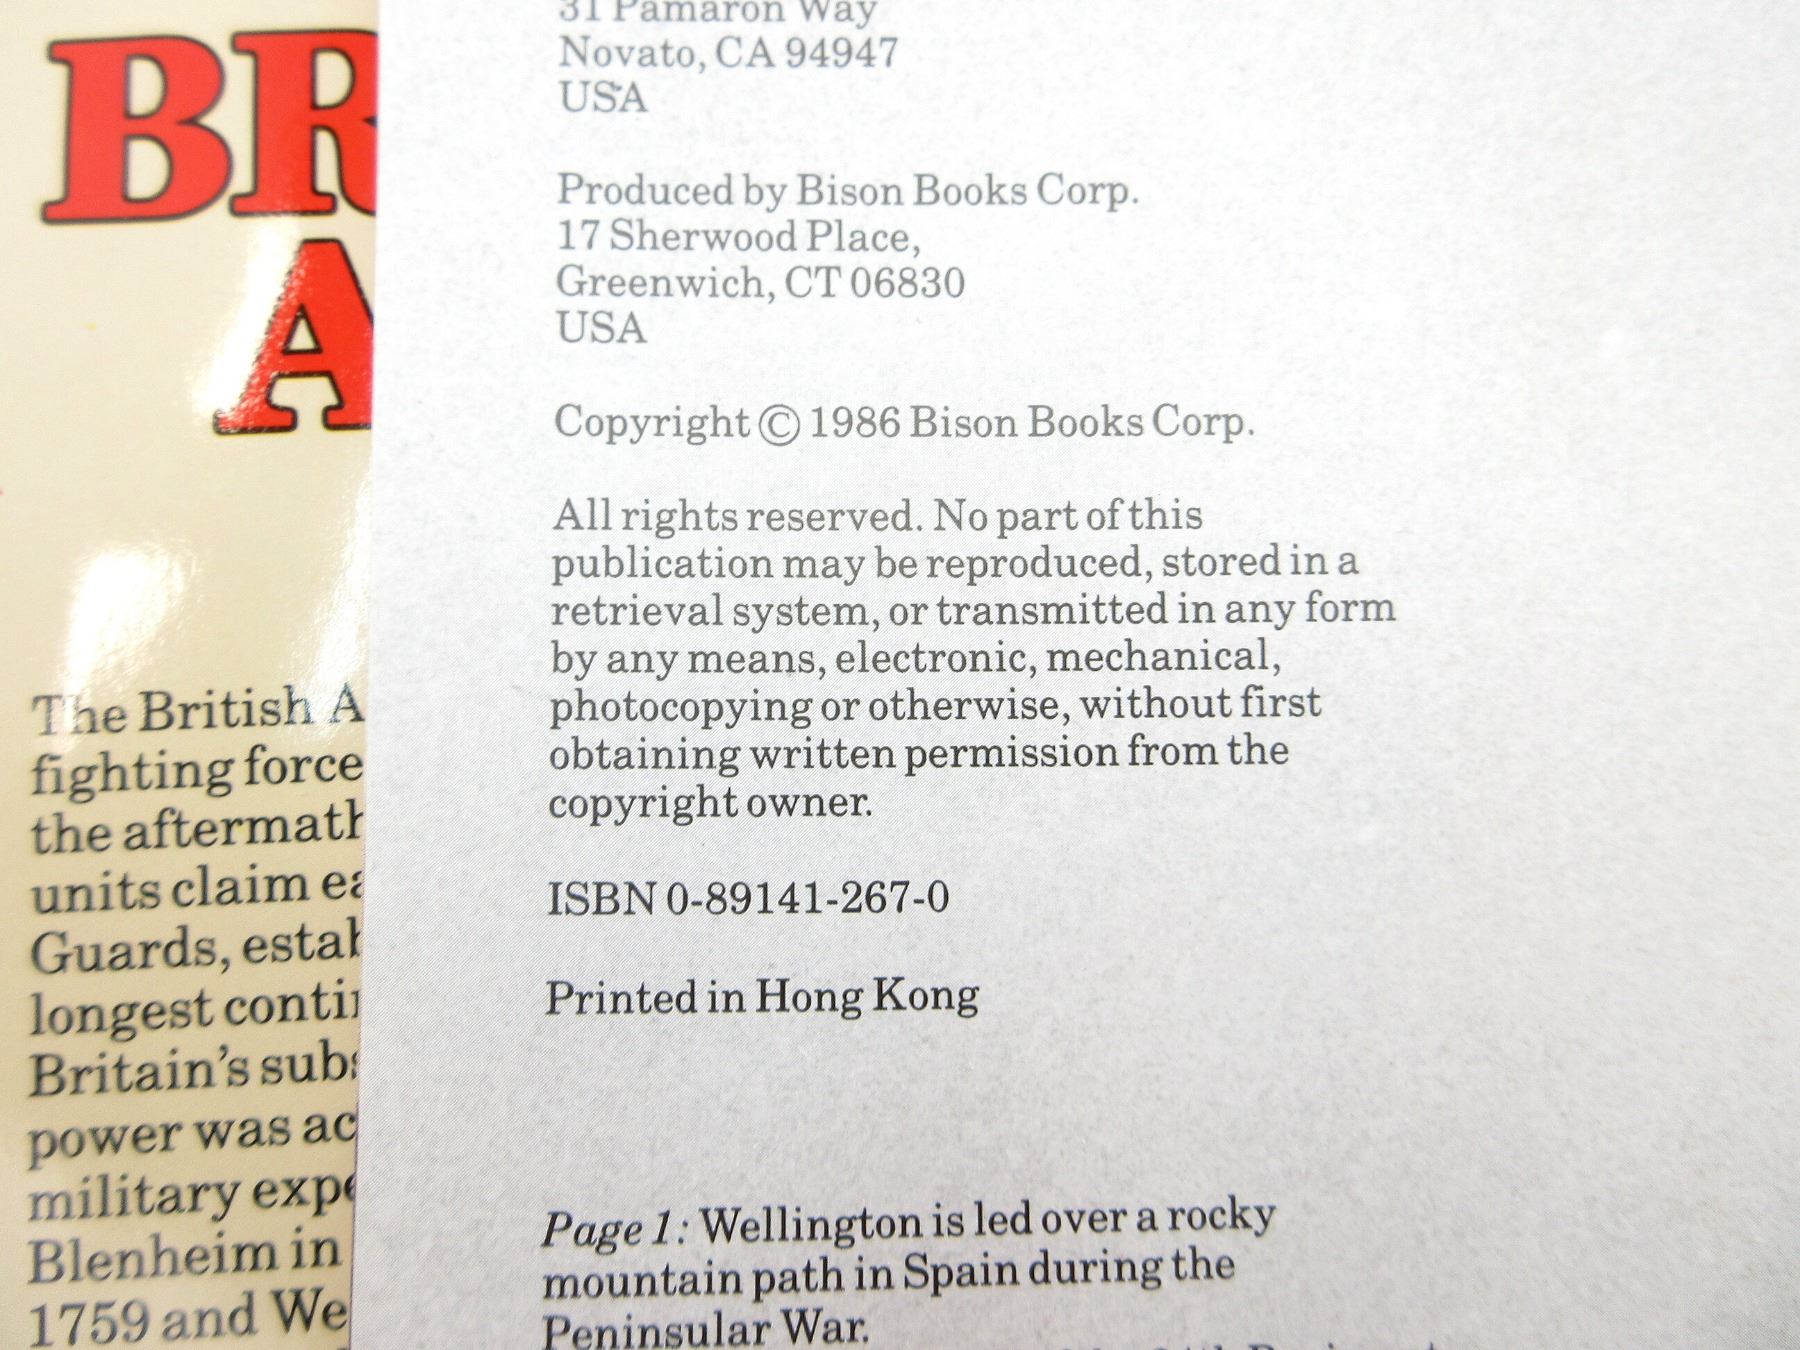 BR
A
The British A
fighting force
the aftermath
units claim ea
Guards, estab
longest contin
Britain's subs
power was ac
military expe
Blenheim in
1759 and We
31 Pamaron Way
Novato, CA 94947
USA
Produced by Bison Books Corp.
17 Sherwood Place,
Greenwich, CT 06830
USA
Copyright © 1986 Bison Books Corp.
All rights reserved. No part of this
publication may be reproduced, stored in a
retrieval system, or transmitted in any form
by any means, electronic, mechanical,
photocopying or otherwise, without first
obtaining written permission from the
copyright owner.
ISBN 0-89141-267-0
Printed in Hong Kong
Page 1: Wellington is led over a rocky
mountain path in Spain during the
Peninsular War.